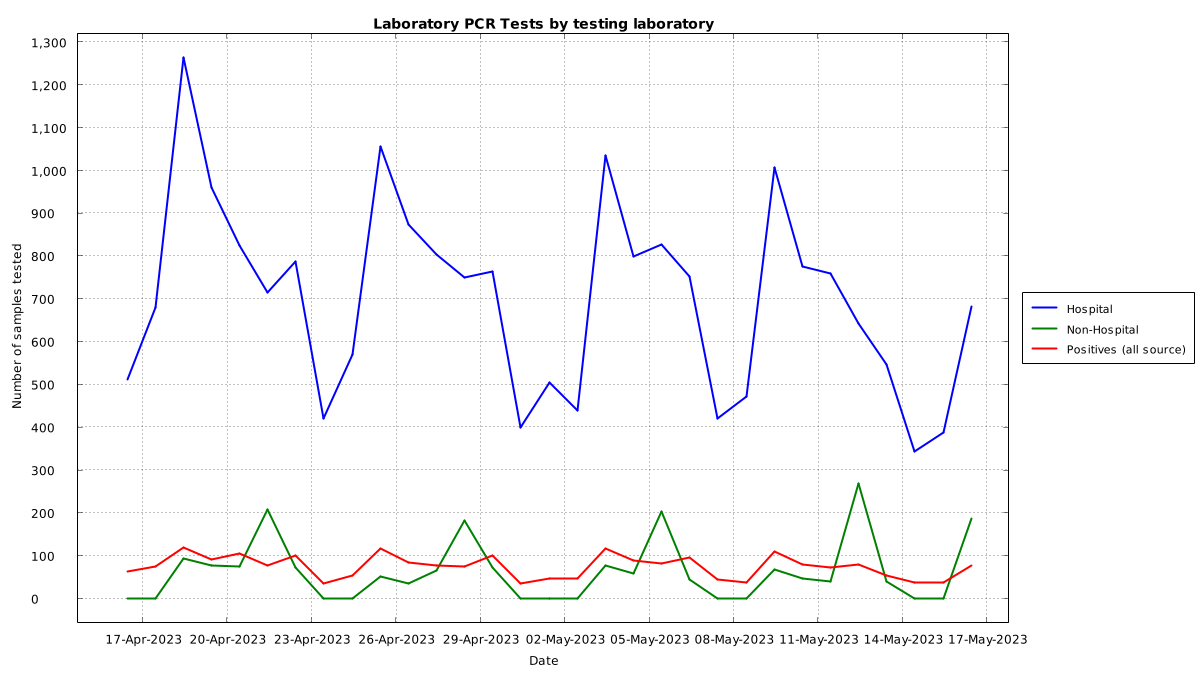 Laboratory PCR Tests by testing laboratory
1,300
1,200
1,100
1,000
900
800
700
600
500
400
300
200
100
0
Number of samples tested
17-Apr-2023 20-Apr-2023 23-Apr-2023 26-Apr-2023 29-Apr-2023 02-May-2023 05-May-2023 08-May-2023 11-May-2023 14-May-2023 17-May-2023
Date
Hospital
Non-Hospital
Positives (all source)